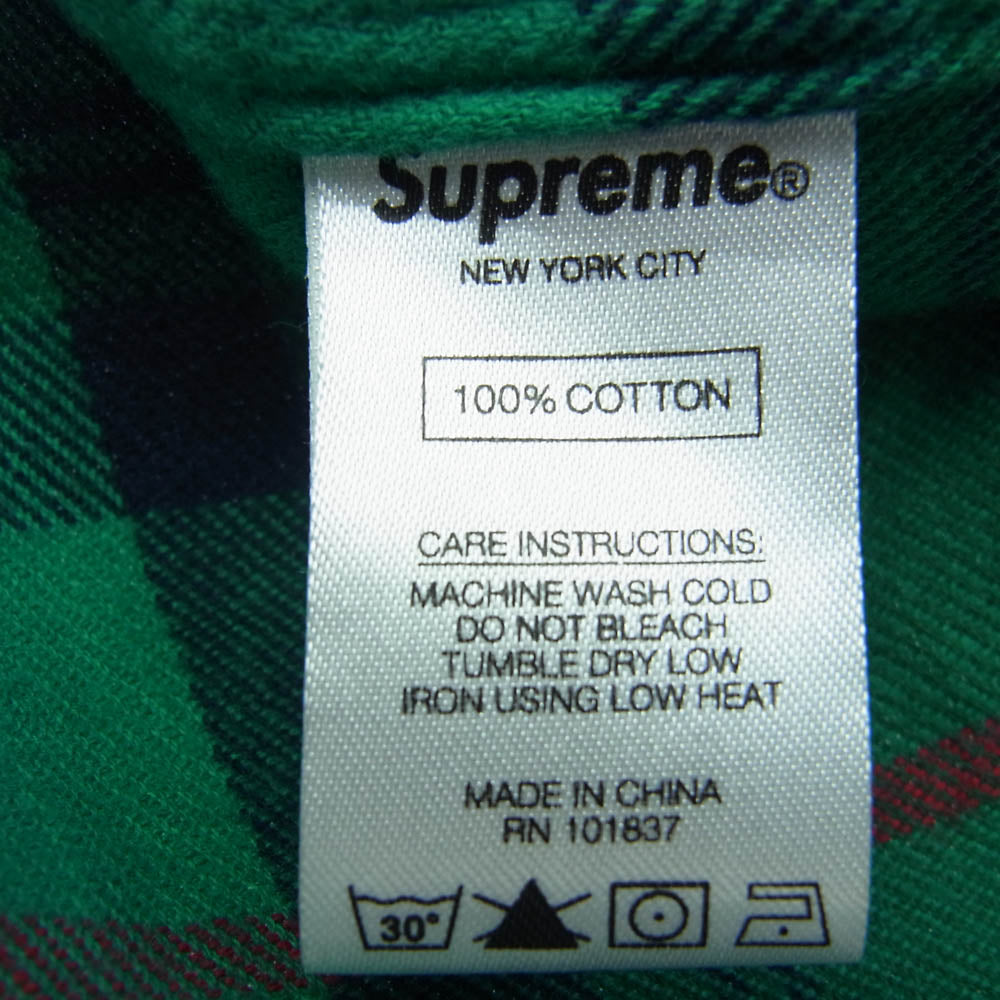 Supreme®
NEW YORK CITY
100% COTTON
CARE INSTRUCTIONS:
MACHINE WASH COLD
DO NOT BLEACH
TUMBLE DRY LOW
IRON USING LOW HEAT
MADE IN CHINA
RN 101837
30°